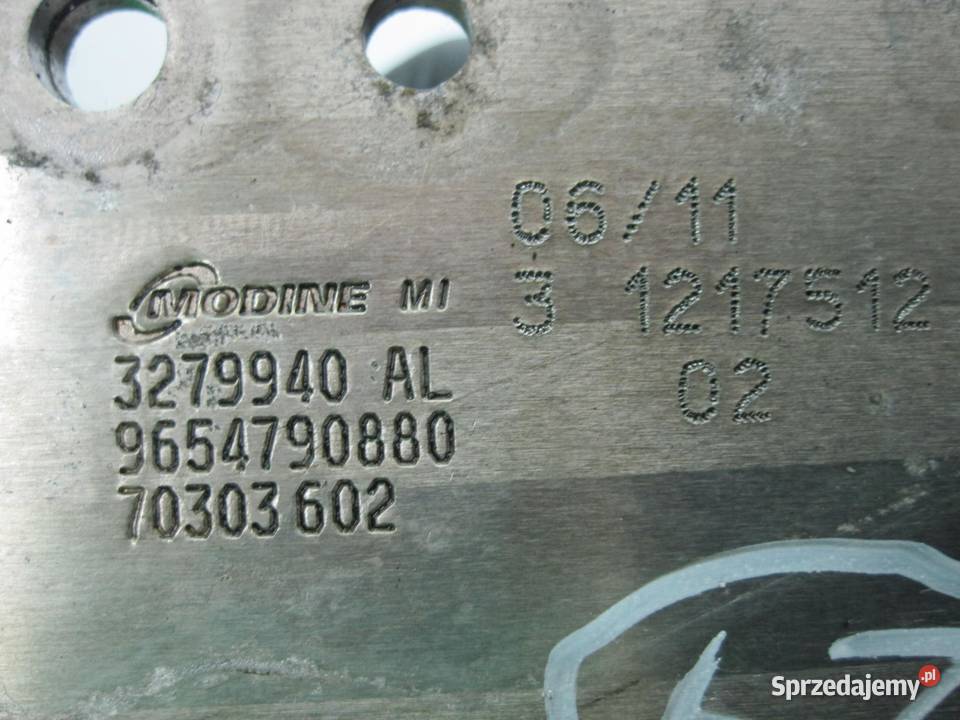 MODINE MI
3279940 AL
9654790880
70303602
06/11
3 1217512
02
Sprzedajemy.pl